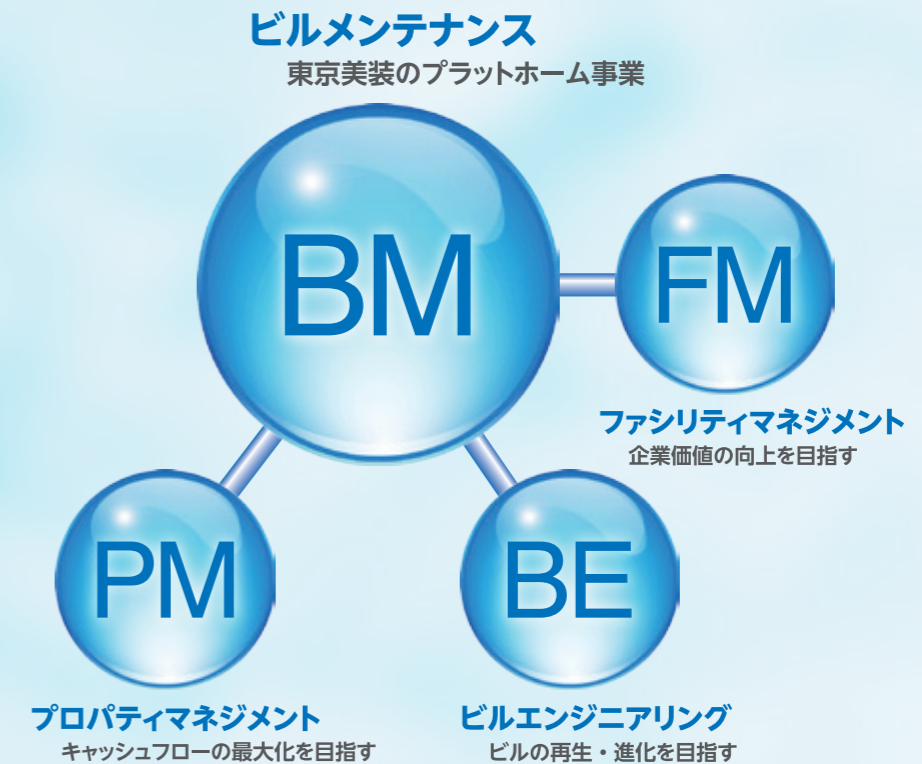 ビルメンテナンス
東京美装のプラットホーム事業
BM
FM
ファシリティマネジメント
企業価値の向上を目指す
PM
BE
プロパティマネジメント
キャッシュフローの最大化を目指す
ビルエンジニアリング
ビルの再生・進化を目指す